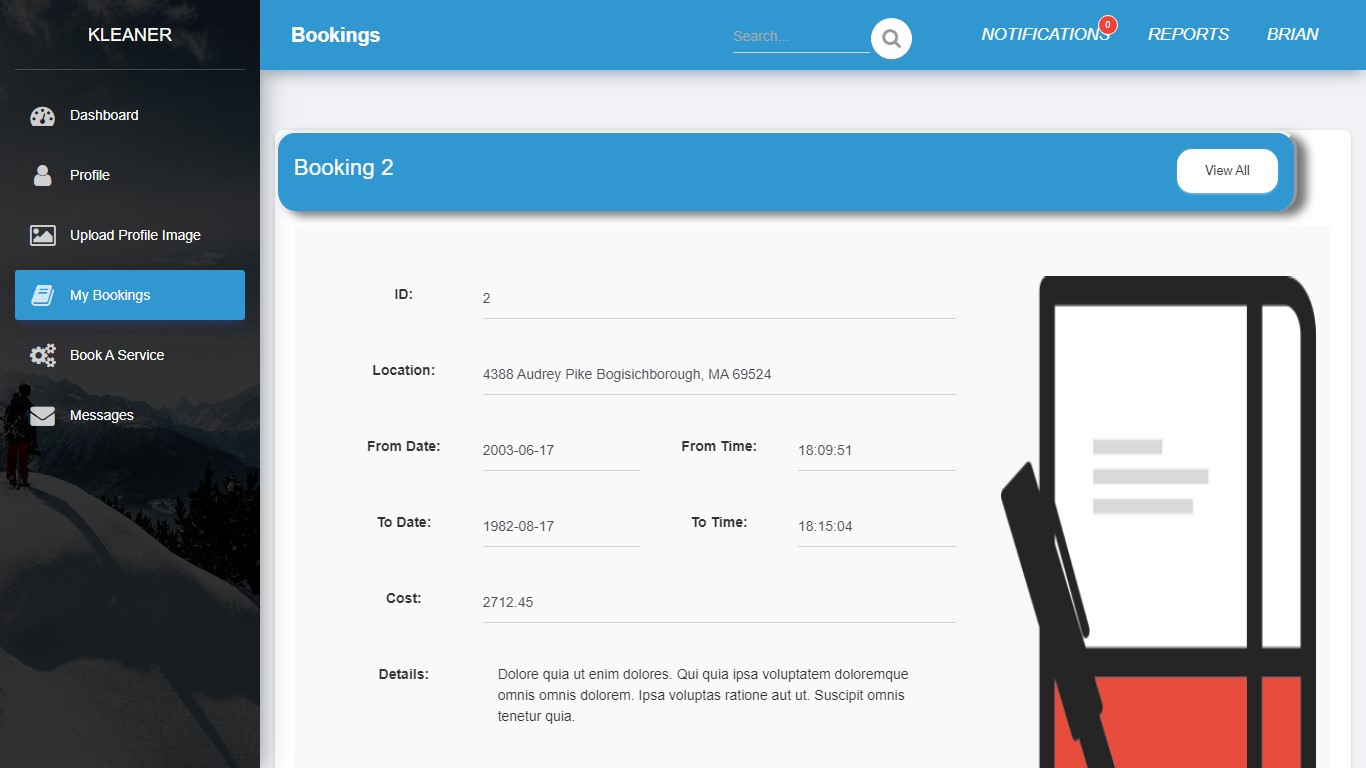 KLEANER
Dashboard
Profile
Upload Profile Image
My Bookings
Book A Service
Messages
Bookings
Search...
NOTIFICATIONS
0
REPORTS
BRIAN
Booking 2
View All
ID:
2
Location:
4388 Audrey Pike Bogisichborough, MA 69524
From Date:
2003-06-17
From Time:
18:09:51
To Date:
1982-08-17
To Time:
18:15:04
Cost:
2712.45
Details:
Dolore quia ut enim dolores. Qui quia ipsa voluptatem doloremque
omnis omnis dolorem. Ipsa voluptas ratione aut ut. Suscipit omnis
tenetur quia.